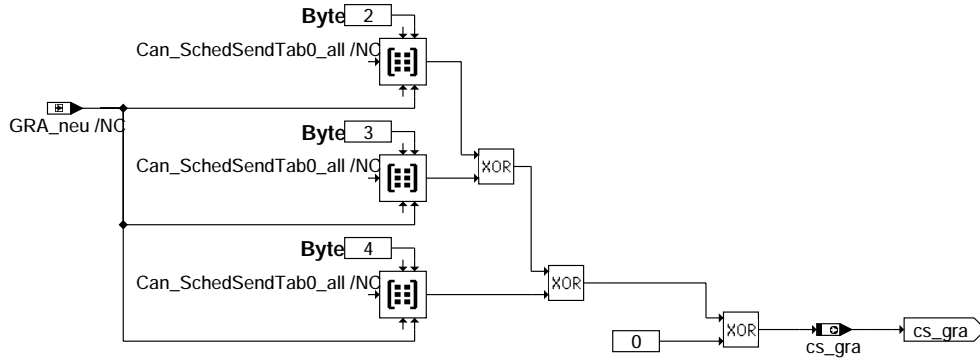 Byte 2
Can_SchedSendTab0_all /NC
GRA_neu /NC
Byte 3
Can_SchedSendTab0_all /NC
XOR
Byte 4
Can_SchedSendTab0_all /NC
XOR
XOR
0
cs_gra
cs_gra